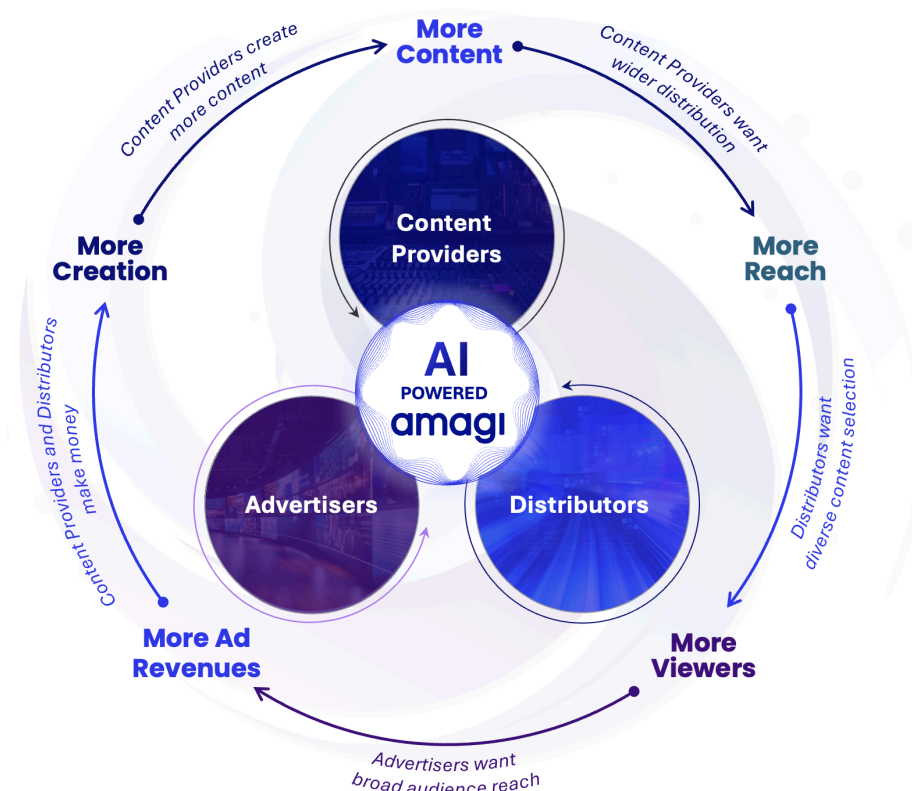 More
Content
Content Providers want
wider distribution
More
Reach
Distributors want
diverse content selection
More
Viewers
Advertisers want
broad audience reach
More Ad
Revenues
Content Providers and Distributors
make money
More
Creation
Content Providers create
more content
Content
Providers
AI
POWERED
amagi
Advertisers
Distributors